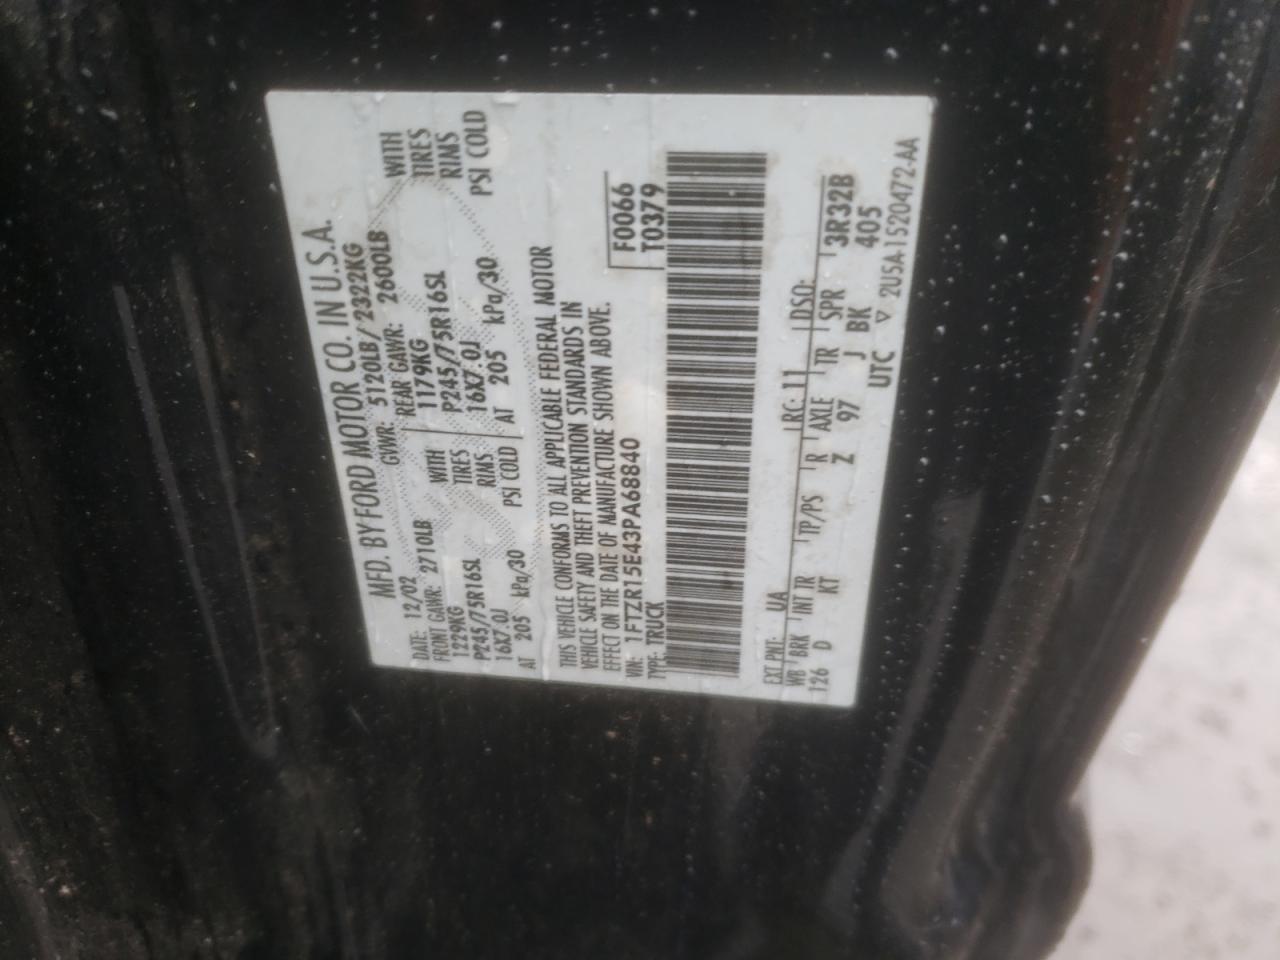 MFD. BY FORD MOTOR CO. IN U.S.A.
DATE: 12/02 GVWR: 5120LB/2322KG
FRONT GAWR: 2710LB REAR GAWR: 2600LB
1229KG WITH 1179KG WITH
P245/75R16SL TIRES P245/75R16SL TIRES
16X7.0J RIMS 16X7.0J RIMS
AT 205 kPa/30 PSI COLD AT 205 kPa/30 PSI COLD
THIS VEHICLE CONFORMS TO ALL APPLICABLE FEDERAL MOTOR
VEHICLE SAFETY AND THEFT PREVENTION STANDARDS IN
EFFECT ON THE DATE OF MANUFACTURE SHOWN ABOVE.
VIN: 1FTZR15E43PA68840 F0066
TYPE: TRUCK T0379
EXT PNT: UA RC: 11 DSO:
WB BRK INT TR TP/PS R AXLE TR SPR 3R32B
126 D KT Z 97 J BK 405
UTC ▽ 2U5A-1520472-AA